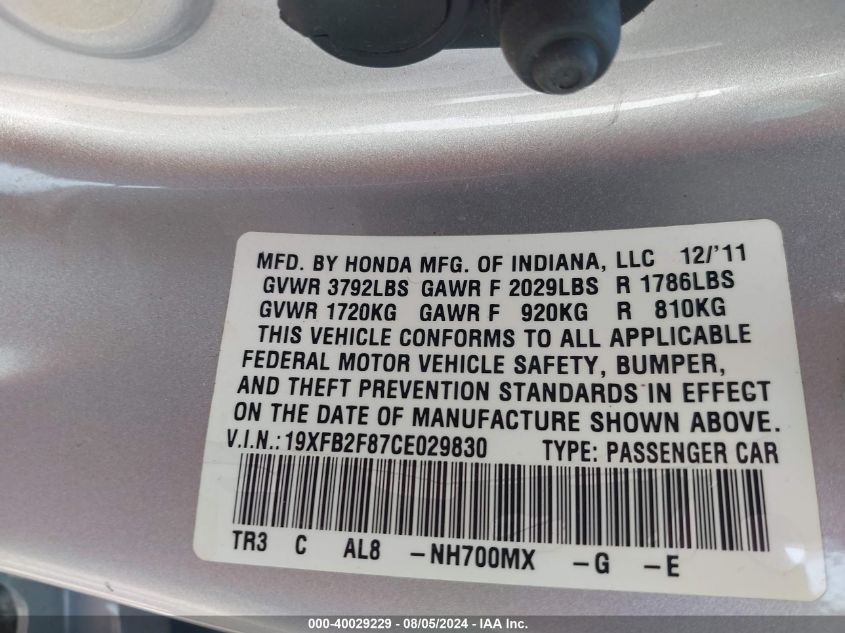 MFD. BY HONDA MFG. OF INDIANA, LLC 12/'11
GVWR 3792LBS GAWR F 2029LBS R 1786LBS
GVWR 1720KG GAWR F 920KG R 810KG
THIS VEHICLE CONFORMS TO ALL APPLICABLE
FEDERAL MOTOR VEHICLE SAFETY, BUMPER,
AND THEFT PREVENTION STANDARDS IN EFFECT
ON THE DATE OF MANUFACTURE SHOWN ABOVE.
V.I.N.: 19XFB2F87CE029830 TYPE: PASSENGER CAR
TR3 C AL8 -NH700MX -G -E
000-40029229 - 08/05/2024 - IAA Inc.